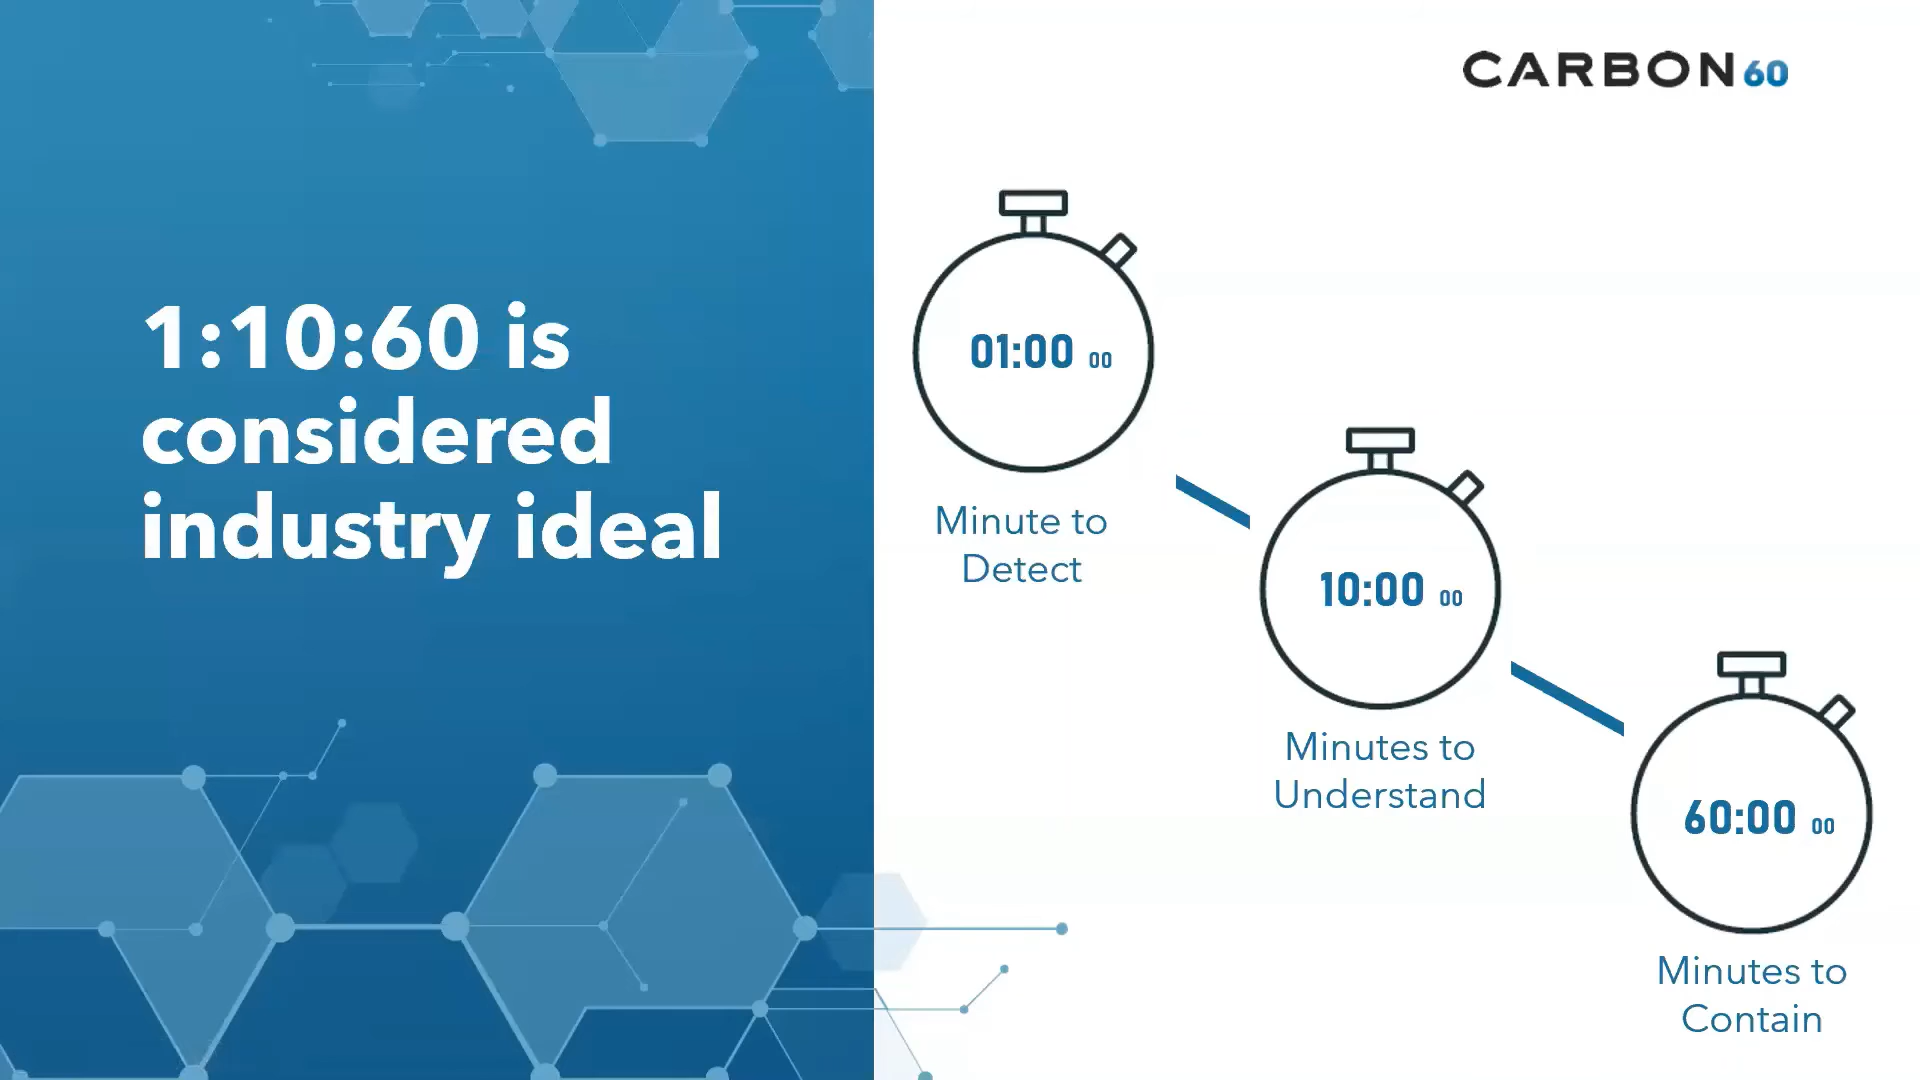 1:10:60 is
considered
industry ideal
CARBON60
01:00 00
Minute to
Detect
10:00 00
Minutes to
Understand
60:00 00
Minutes to
Contain